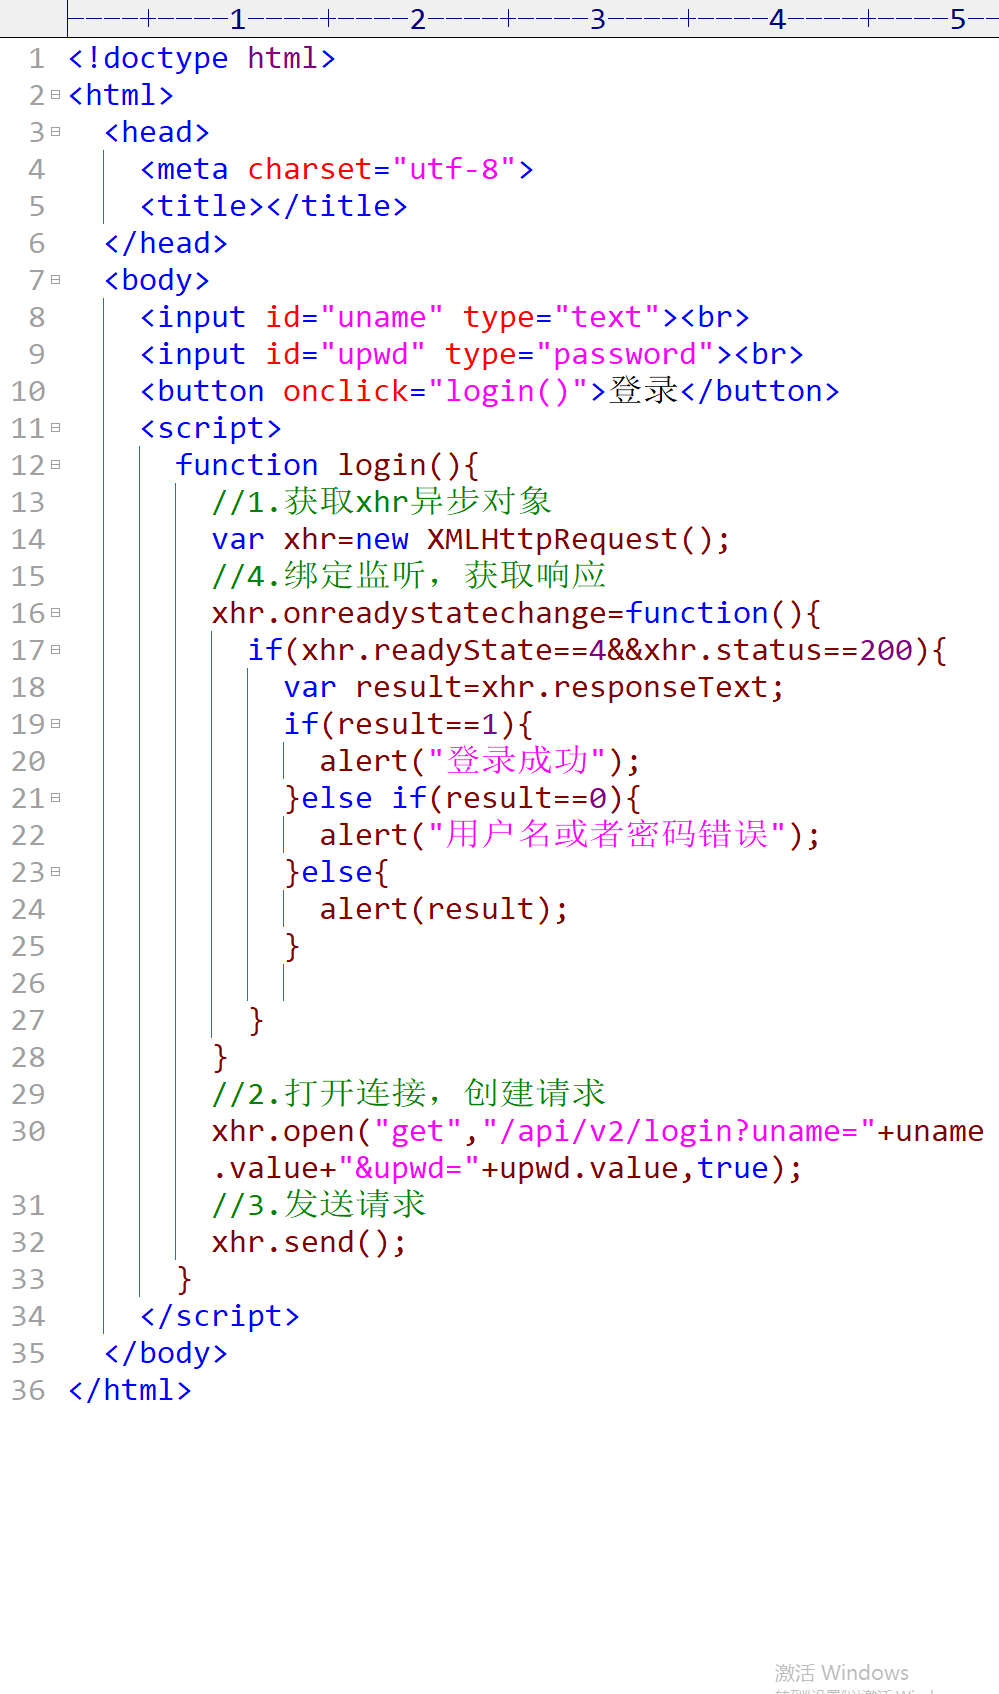 1 2 3 4 5
1 <!doctype html>
2 <html>
3 <head>
4 <meta charset="utf-8">
5 <title></title>
6 </head>
7 <body>
8 <input id="uname" type="text"><br>
9 <input id="upwd" type="password"><br>
10 <button onclick="login()">登录</button>
11 <script>
12 function login(){
13 //1.获取xhr异步对象
14 var xhr=new XMLHttpRequest();
15 //4.绑定监听，获取响应
16 xhr.onreadystatechange=function(){
17 if(xhr.readyState==4&&xhr.status==200){
18 var result=xhr.responseText;
19 if(result==1){
20 alert("登录成功");
21 }else if(result==0){
22 alert("用户名或者密码错误");
23 }else{
24 alert(result);
25 }
26
27 }
28 }
29 //2.打开连接，创建请求
30 xhr.open("get","/api/v2/login?uname="+uname
.value+"&upwd="+upwd.value,true);
31 //3.发送请求
32 xhr.send();
33 }
34 </script>
35 </body>
36 </html>
激活 Windows